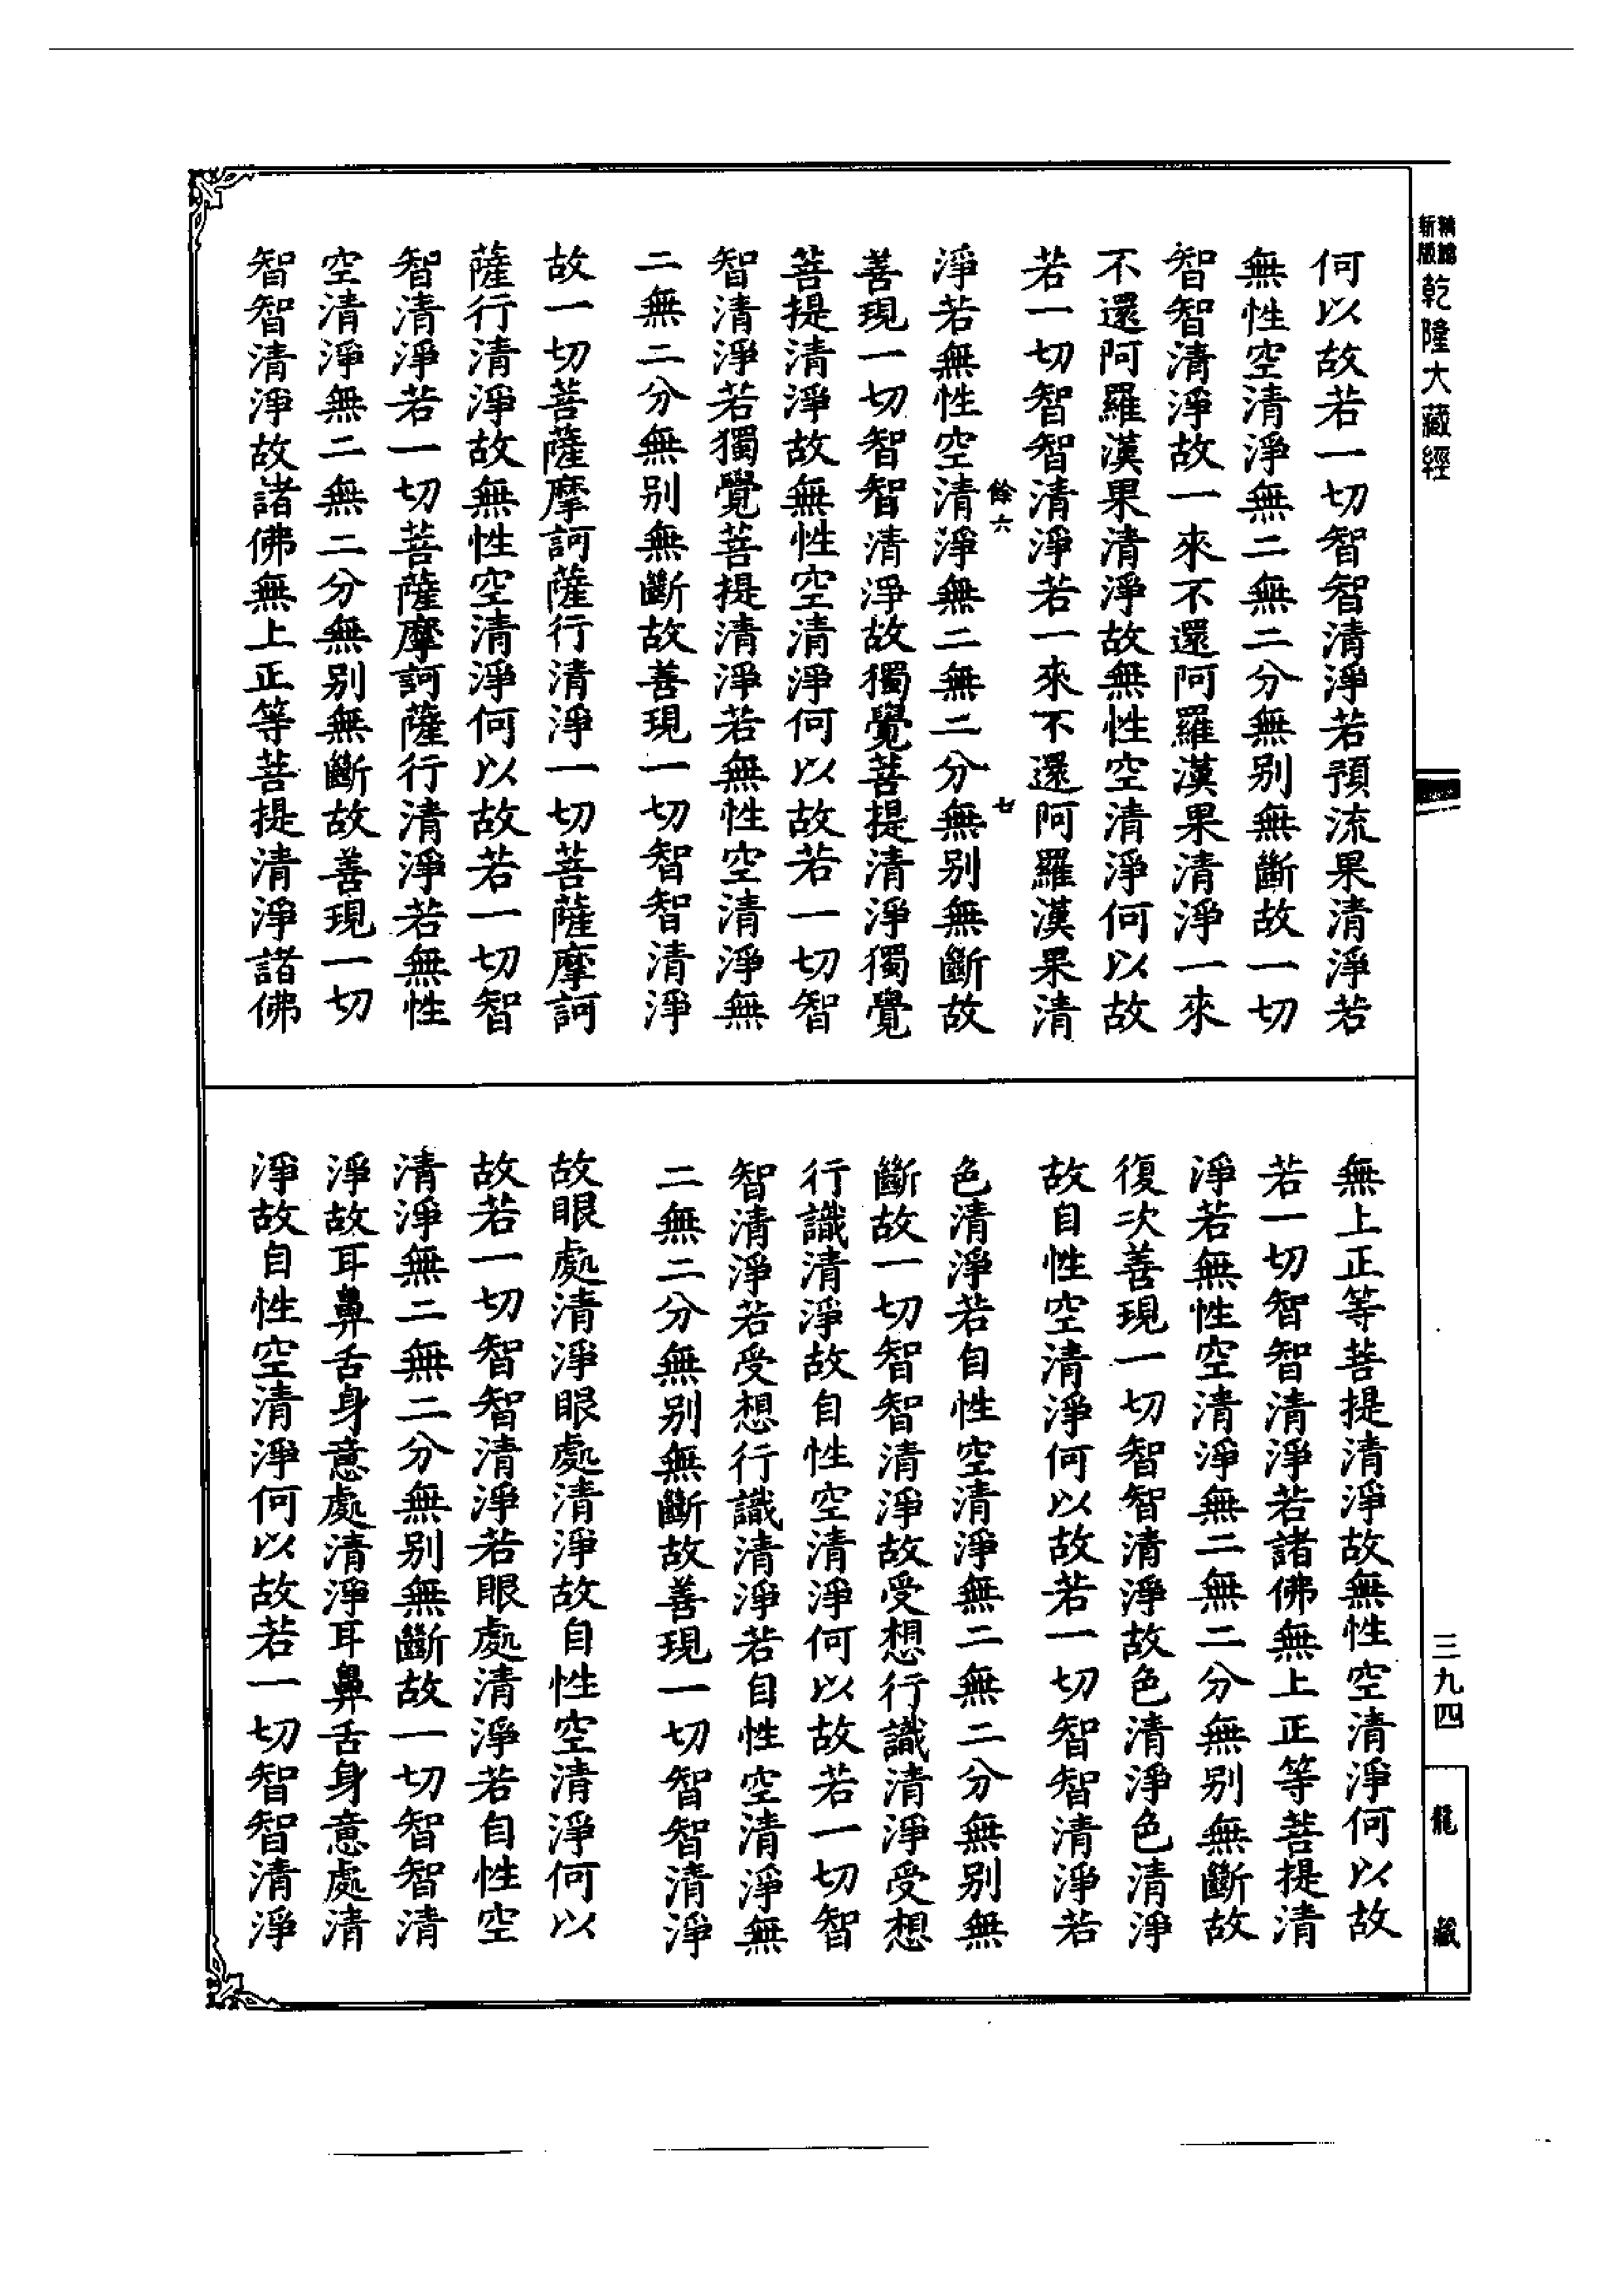 新版
乾隆大藏經
何以故若一切智智清淨若預流果清淨若
無性空清淨無二無二分無別無斷故一切
智智清淨故一來不還阿羅漢果清淨一來
不還阿羅漢果清淨故無性空清淨何以故
若一切智智清淨若一來不還阿羅漢果清
餘六
七
淨若無性空清淨無二無二分無別無斷故
善現一切智智清淨故獨覺菩提清淨獨覺
菩提清淨故無性空清淨何以故若一切智
智清淨若獨覺菩提清淨若無性空清淨無
二無二分無別無斷故善現一切智智清淨
故一切菩薩摩訶薩行清淨一切菩薩摩訶
薩行清淨故無性空清淨何以故若一切智
智清淨若一切菩薩摩訶薩行清淨若無性
空清淨無二無二分無別無斷故善現一切
智智清淨故諸佛無上正等菩提清淨諸佛
無上正等菩提清淨故無性空清淨何以故
若一切智智清淨若諸佛無上正等菩提清
淨若無性空清淨無二無二分無別無斷故
復次善現一切智智清淨故色清淨色清淨
故自性空清淨何以故若一切智智清淨若
色清淨若自性空清淨無二無二分無別無
斷故一切智智清淨故受想行識清淨受想
行識清淨故自性空清淨何以故若一切智
智清淨若受想行識清淨若自性空清淨無
二無二分無別無斷故善現一切智智清淨
故眼處清淨眼處清淨故自性空清淨何以
故若一切智智清淨若眼處清淨若自性空
清淨無二無二分無別無斷故一切智智清
淨故耳鼻舌身意處清淨耳鼻舌身意處清
淨故自性空清淨何以故若一切智智清淨
三九四
龍藏